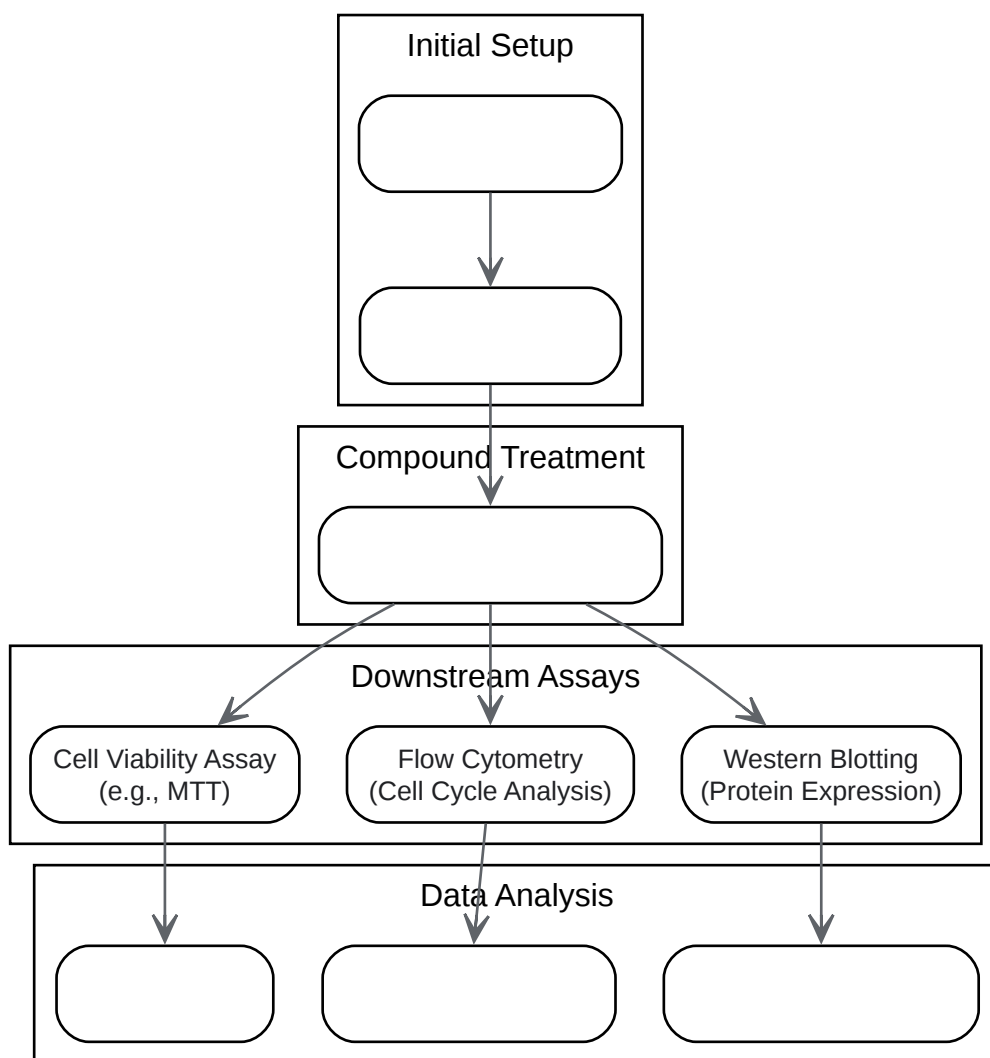 Initial Setup
Compound Treatment
Downstream Assays
Cell Viability Assay
(e.g., MTT)
Flow Cytometry
(Cell Cycle Analysis)
Western Blotting
(Protein Expression)
Data Analysis